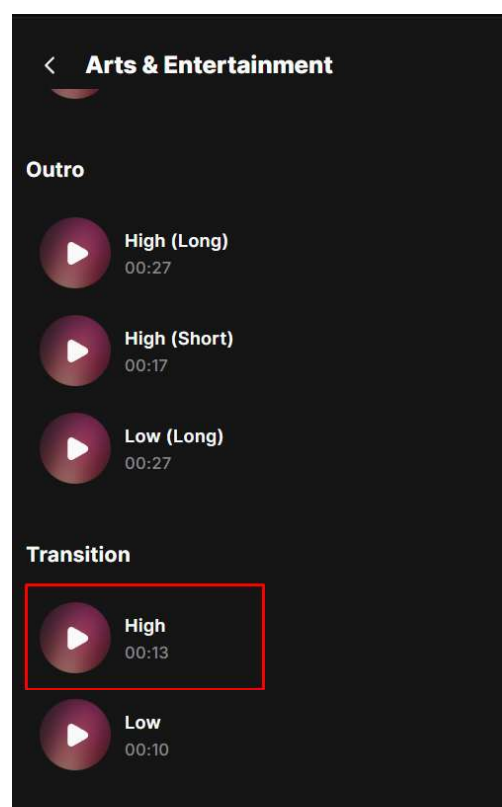 Arts & Entertainment
Outro
High (Long)
00:27
High (Short)
00:17
Low (Long)
00:27
Transition
High
00:13
Low
00:10